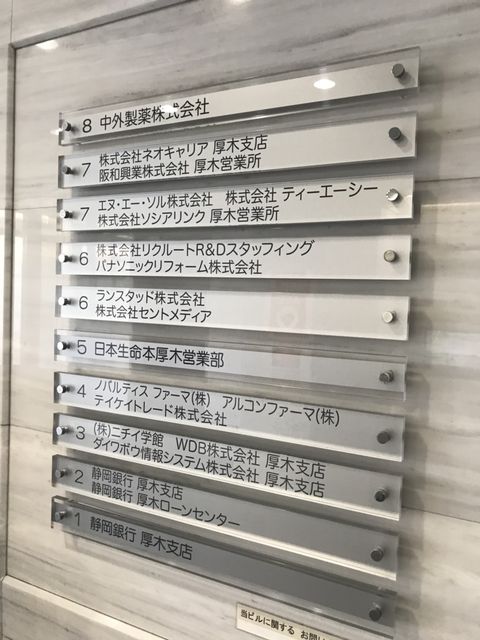 8 中外製薬株式会社
7 株式会社ネオキャリア 厚木支店
阪和興業株式会社 厚木営業所
7 エヌ・エー・ソル株式会社 株式会社 ティーエーシー
株式会社ソシアリンク 厚木営業所
6 株式会社リクルートR&Dスタッフィング
パナソニックリフォーム株式会社
6 ランスタッド株式会社
株式会社セントメディア
5 日本生命本厚木営業部
4 ノバルティス ファーマ(株) アルコンファーマ(株)
テイケイトレード株式会社
3 (株)ニチイ学館 WDB株式会社 厚木支店
ダイワボウ情報システム株式会社 厚木支店
2 静岡銀行 厚木支店
静岡銀行 厚木ローンセンター
1 静岡銀行 厚木支店
当ビルに関する お問い